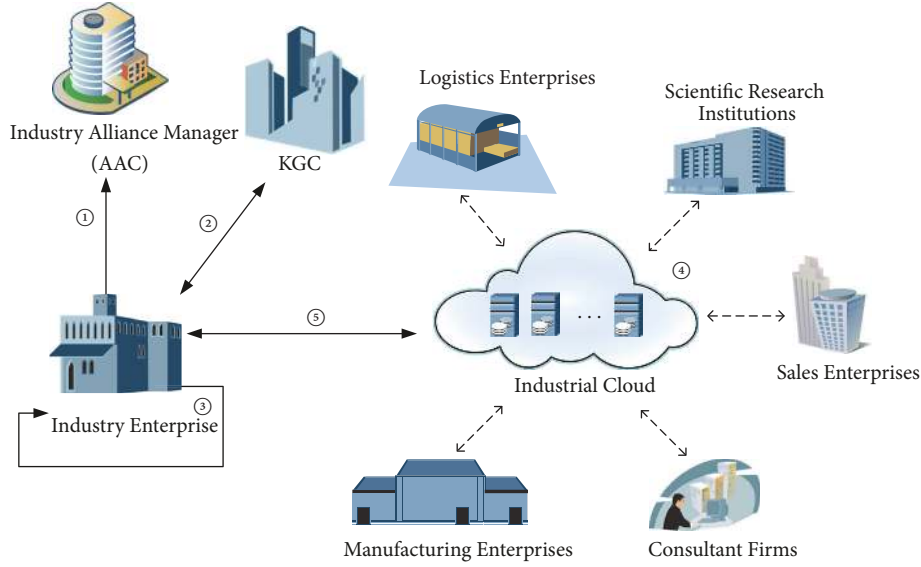 Industry Alliance Manager
(AAC)
KGC
Logistics Enterprises
Scientific Research
Institutions
①
②
④
⑤
...
Industrial Cloud
Sales Enterprises
③
Industry Enterprise
Manufacturing Enterprises
Consultant Firms